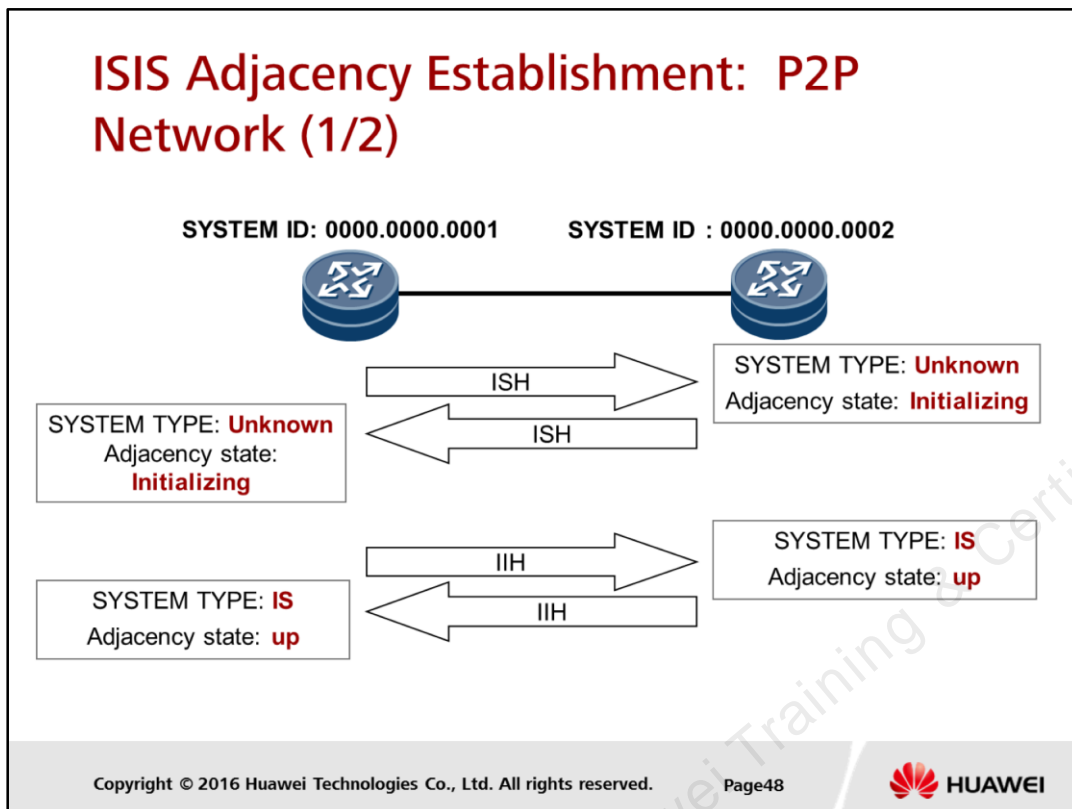 ISIS Adjacency Establishment: P2P
Network (1/2)
SYSTEM ID: 0000.0000.0001
SYSTEM ID : 0000.0000.0002
ISH
SYSTEM TYPE: Unknown
Adjacency state: Initializing
ISH
SYSTEM TYPE: Unknown
Adjacency state:
Initializing
IIH
SYSTEM TYPE: IS
Adjacency state: up
IIH
SYSTEM TYPE: IS
Adjacency state: up
Copyright © 2016 Huawei Technologies Co., Ltd. All rights reserved.
Page48
HUAWEI
Training &